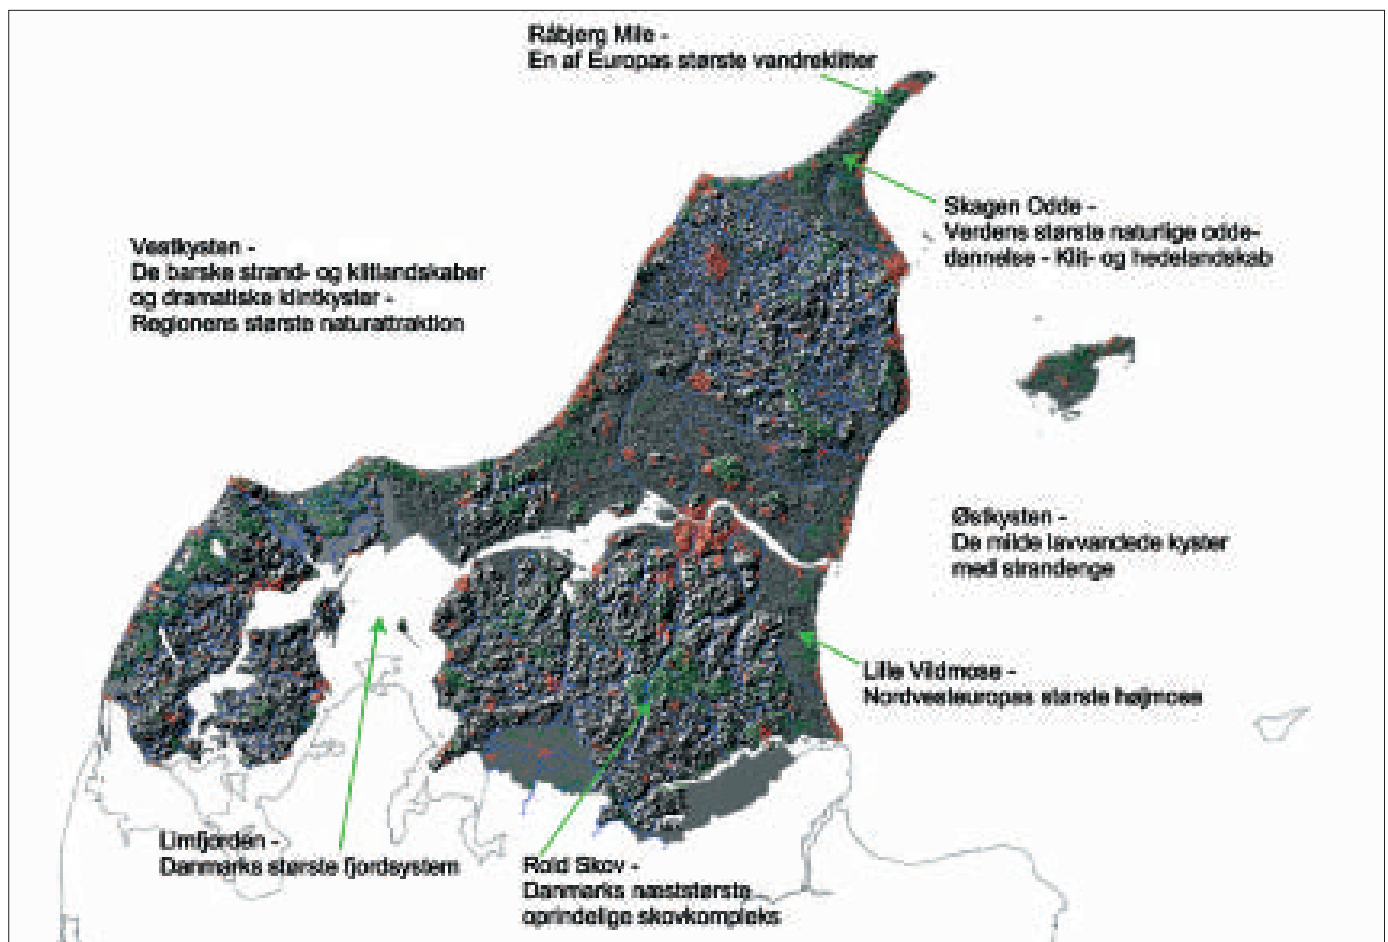 Råbjerg Mile -
En af Europas største vandreklitter
Skagen Odde -
Verdens største naturlige odde-
dannelse - Klit- og hedelandskab
Vestkysten -
De barske strand- og klitlandskaber
og dramatiske klintkyster -
Regionens største naturattraktion
Østkysten -
De milde lavvandede kyster
med strandenge
Lille Vildmose -
Nordvesteuropas største højmose
Limfjorden -
Danmarks største fjordsystem
Rold Skov -
Danmarks næststørste
oprindelige skovkompleks